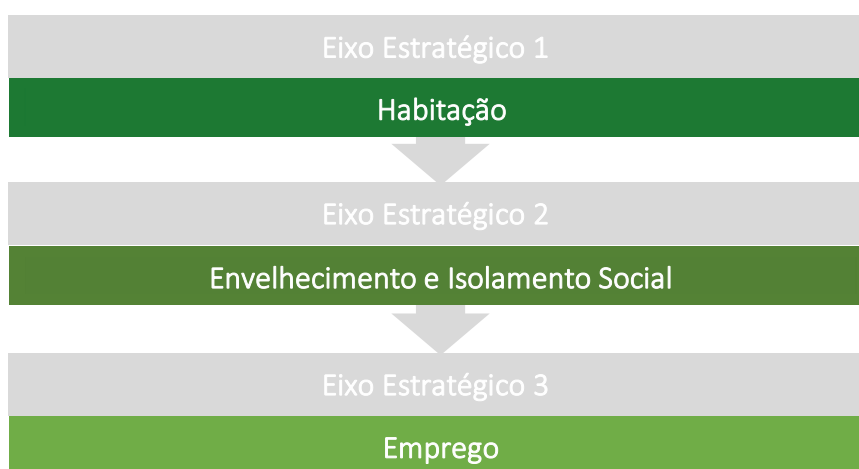 Eixo Estratégico 1
Habitação
Eixo Estratégico 2
Envelhecimento e Isolamento Social
Eixo Estratégico 3
Emprego